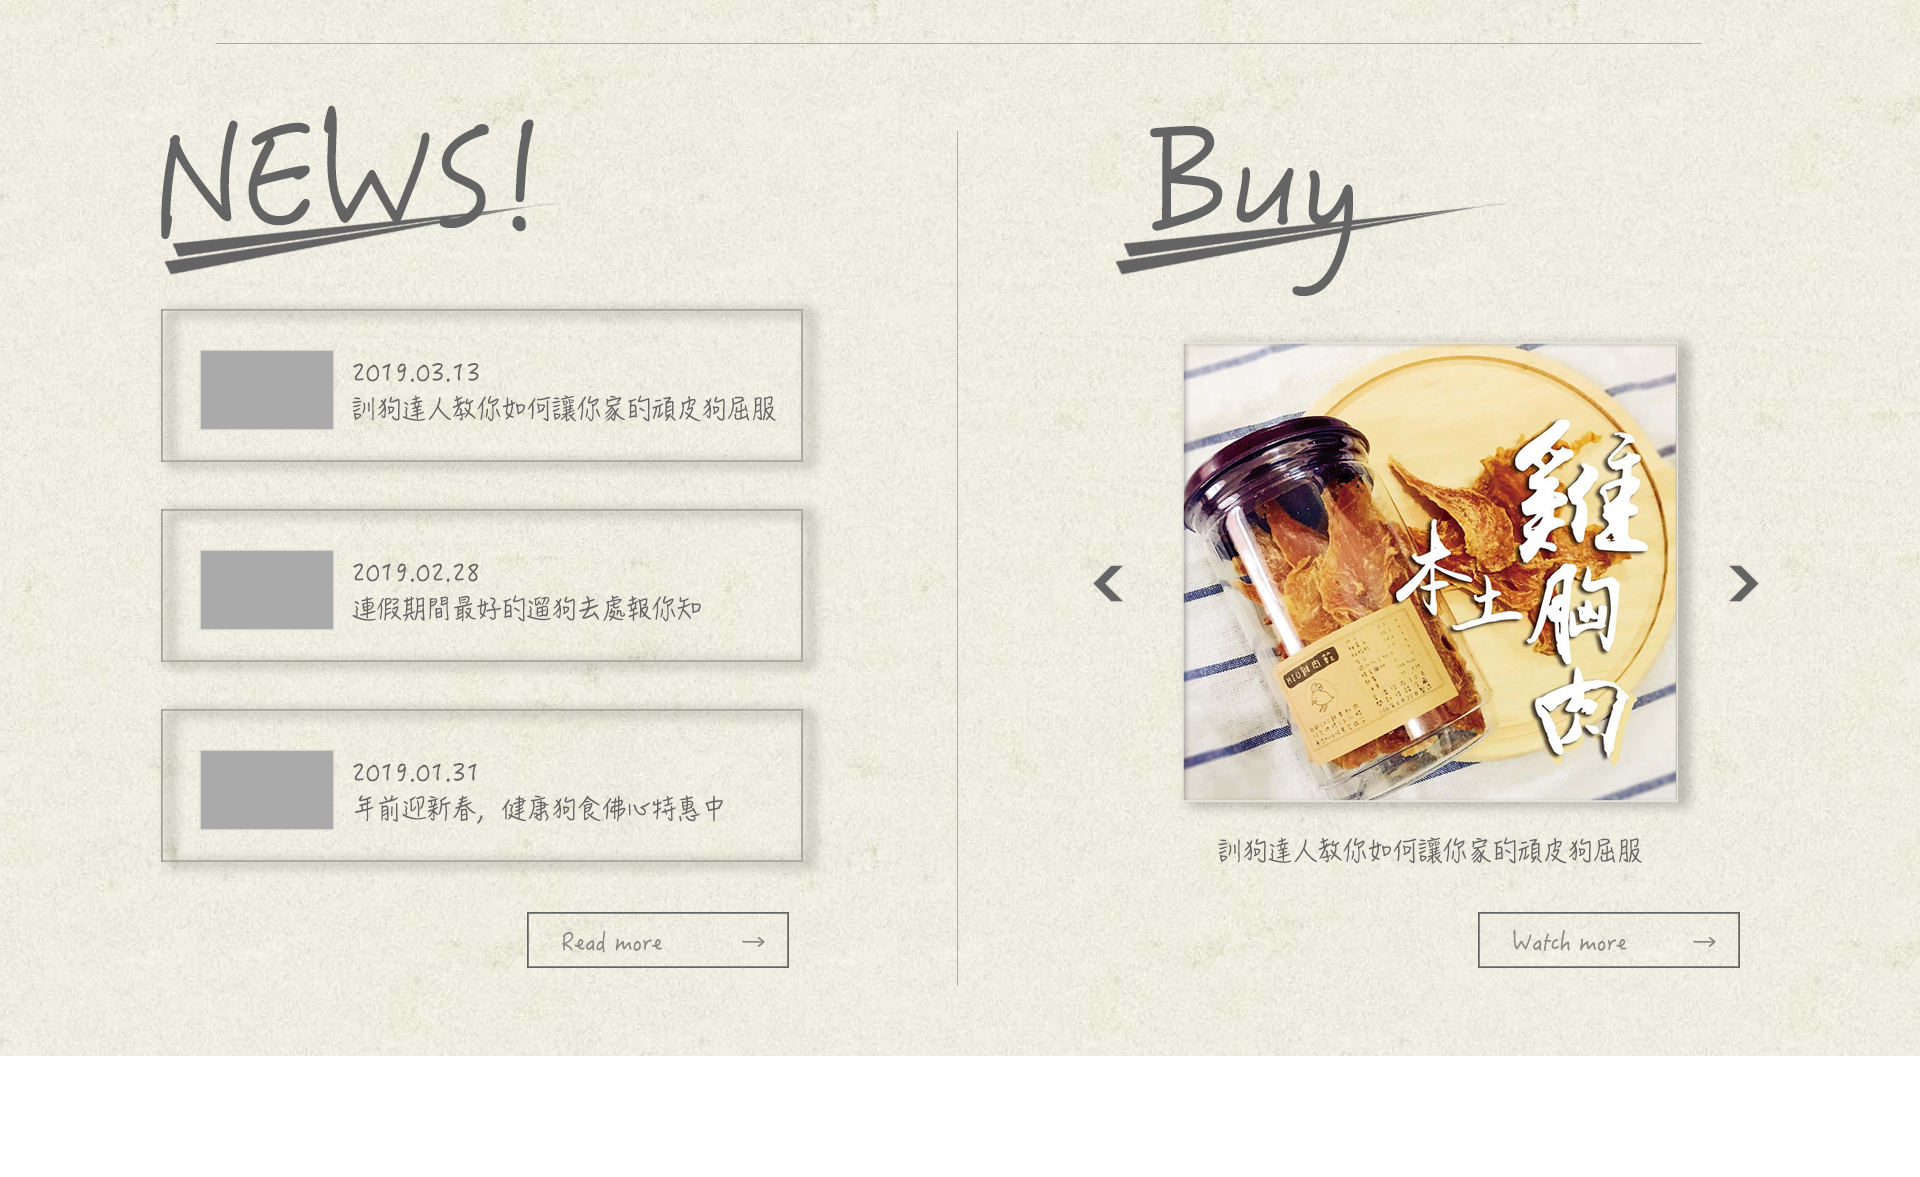 NEWS!
2019.03.13
訓狗達人教你如何讓你家的頑皮狗屈服
2019.02.28
連假期間最好的遛狗去處報你知
2019.01.31
年前迎新春，健康狗食佛心特惠中
Read more →
Buy
本土
雞胸肉
訓狗達人教你如何讓你家的頑皮狗屈服
Watch more →